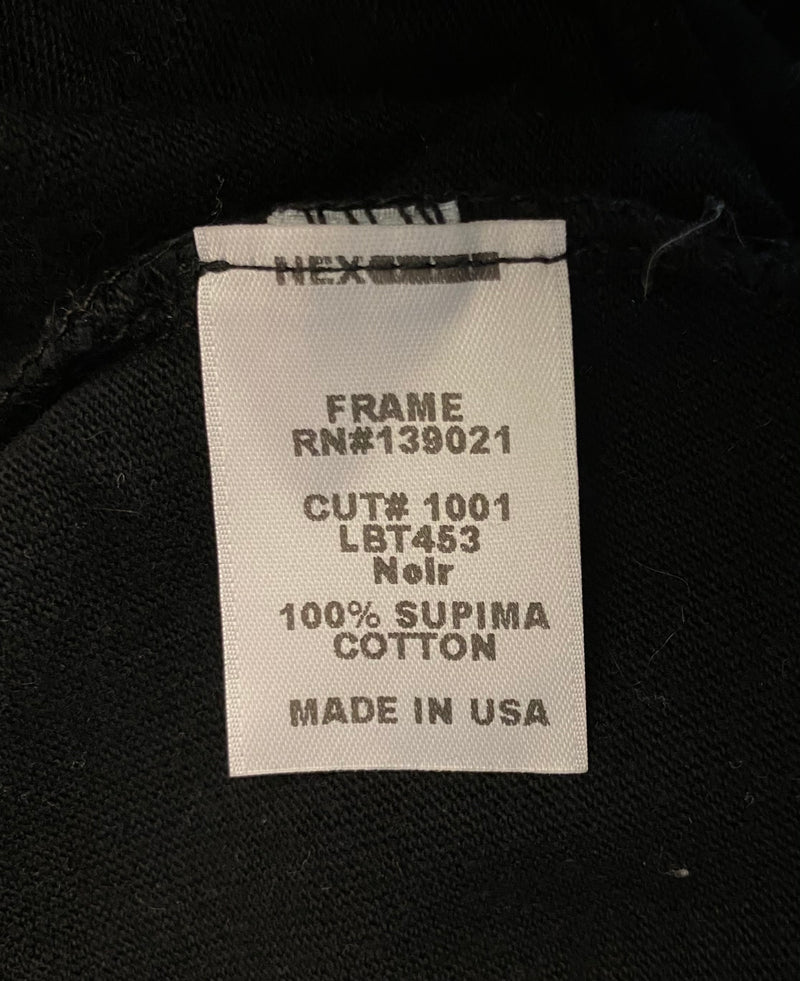 FRAME
RN#139021
CUT# 1001
LBT453
Noir
100% SUPIMA
COTTON
MADE IN USA